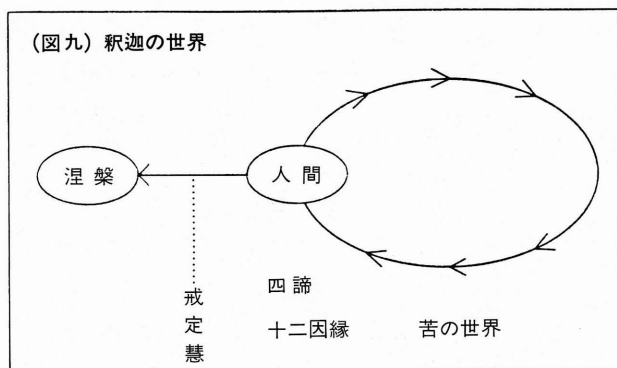 (図九) 釈迦の世界
涅槃
人間
戒定慧
四諦
十二因縁
苦の世界